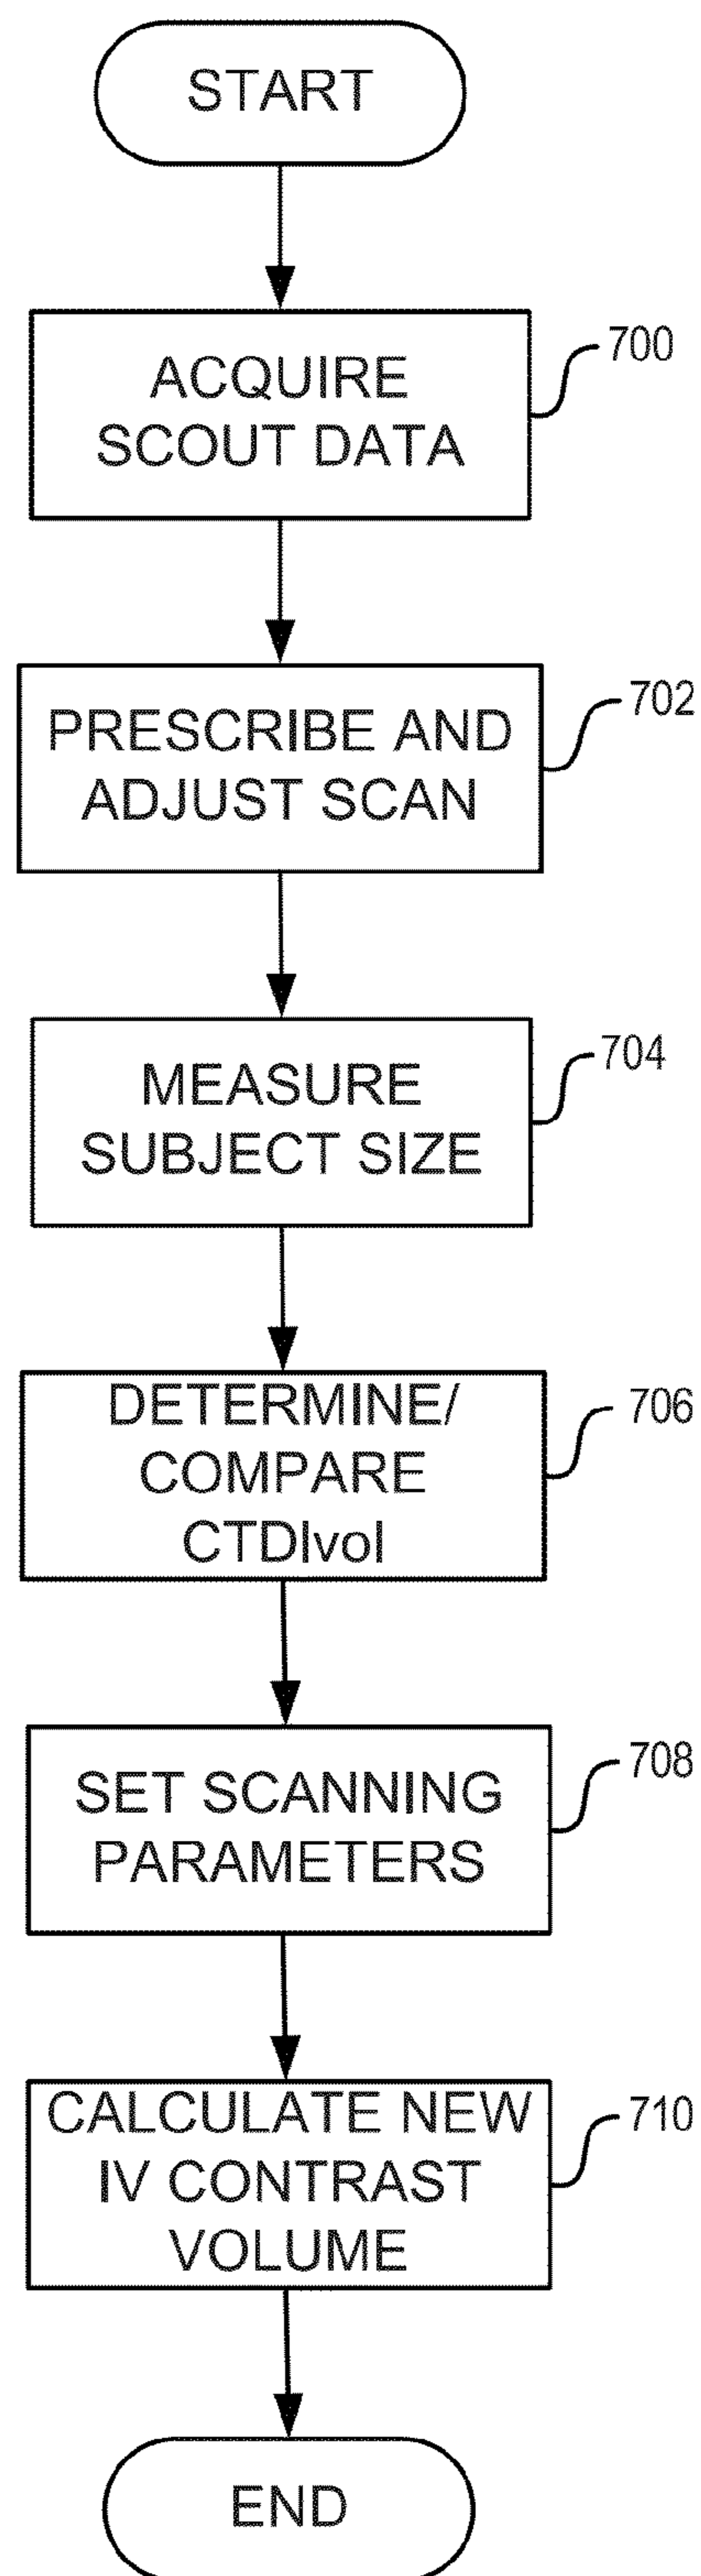 START
ACQUIRE
SCOUT DATA
700
PRESCRIBE AND
ADJUST SCAN
702
MEASURE
SUBJECT SIZE
704
DETERMINE/
COMPARE
CTDIvol
706
SET SCANNING
PARAMETERS
708
CALCULATE NEW
IV CONTRAST
VOLUME
710
END